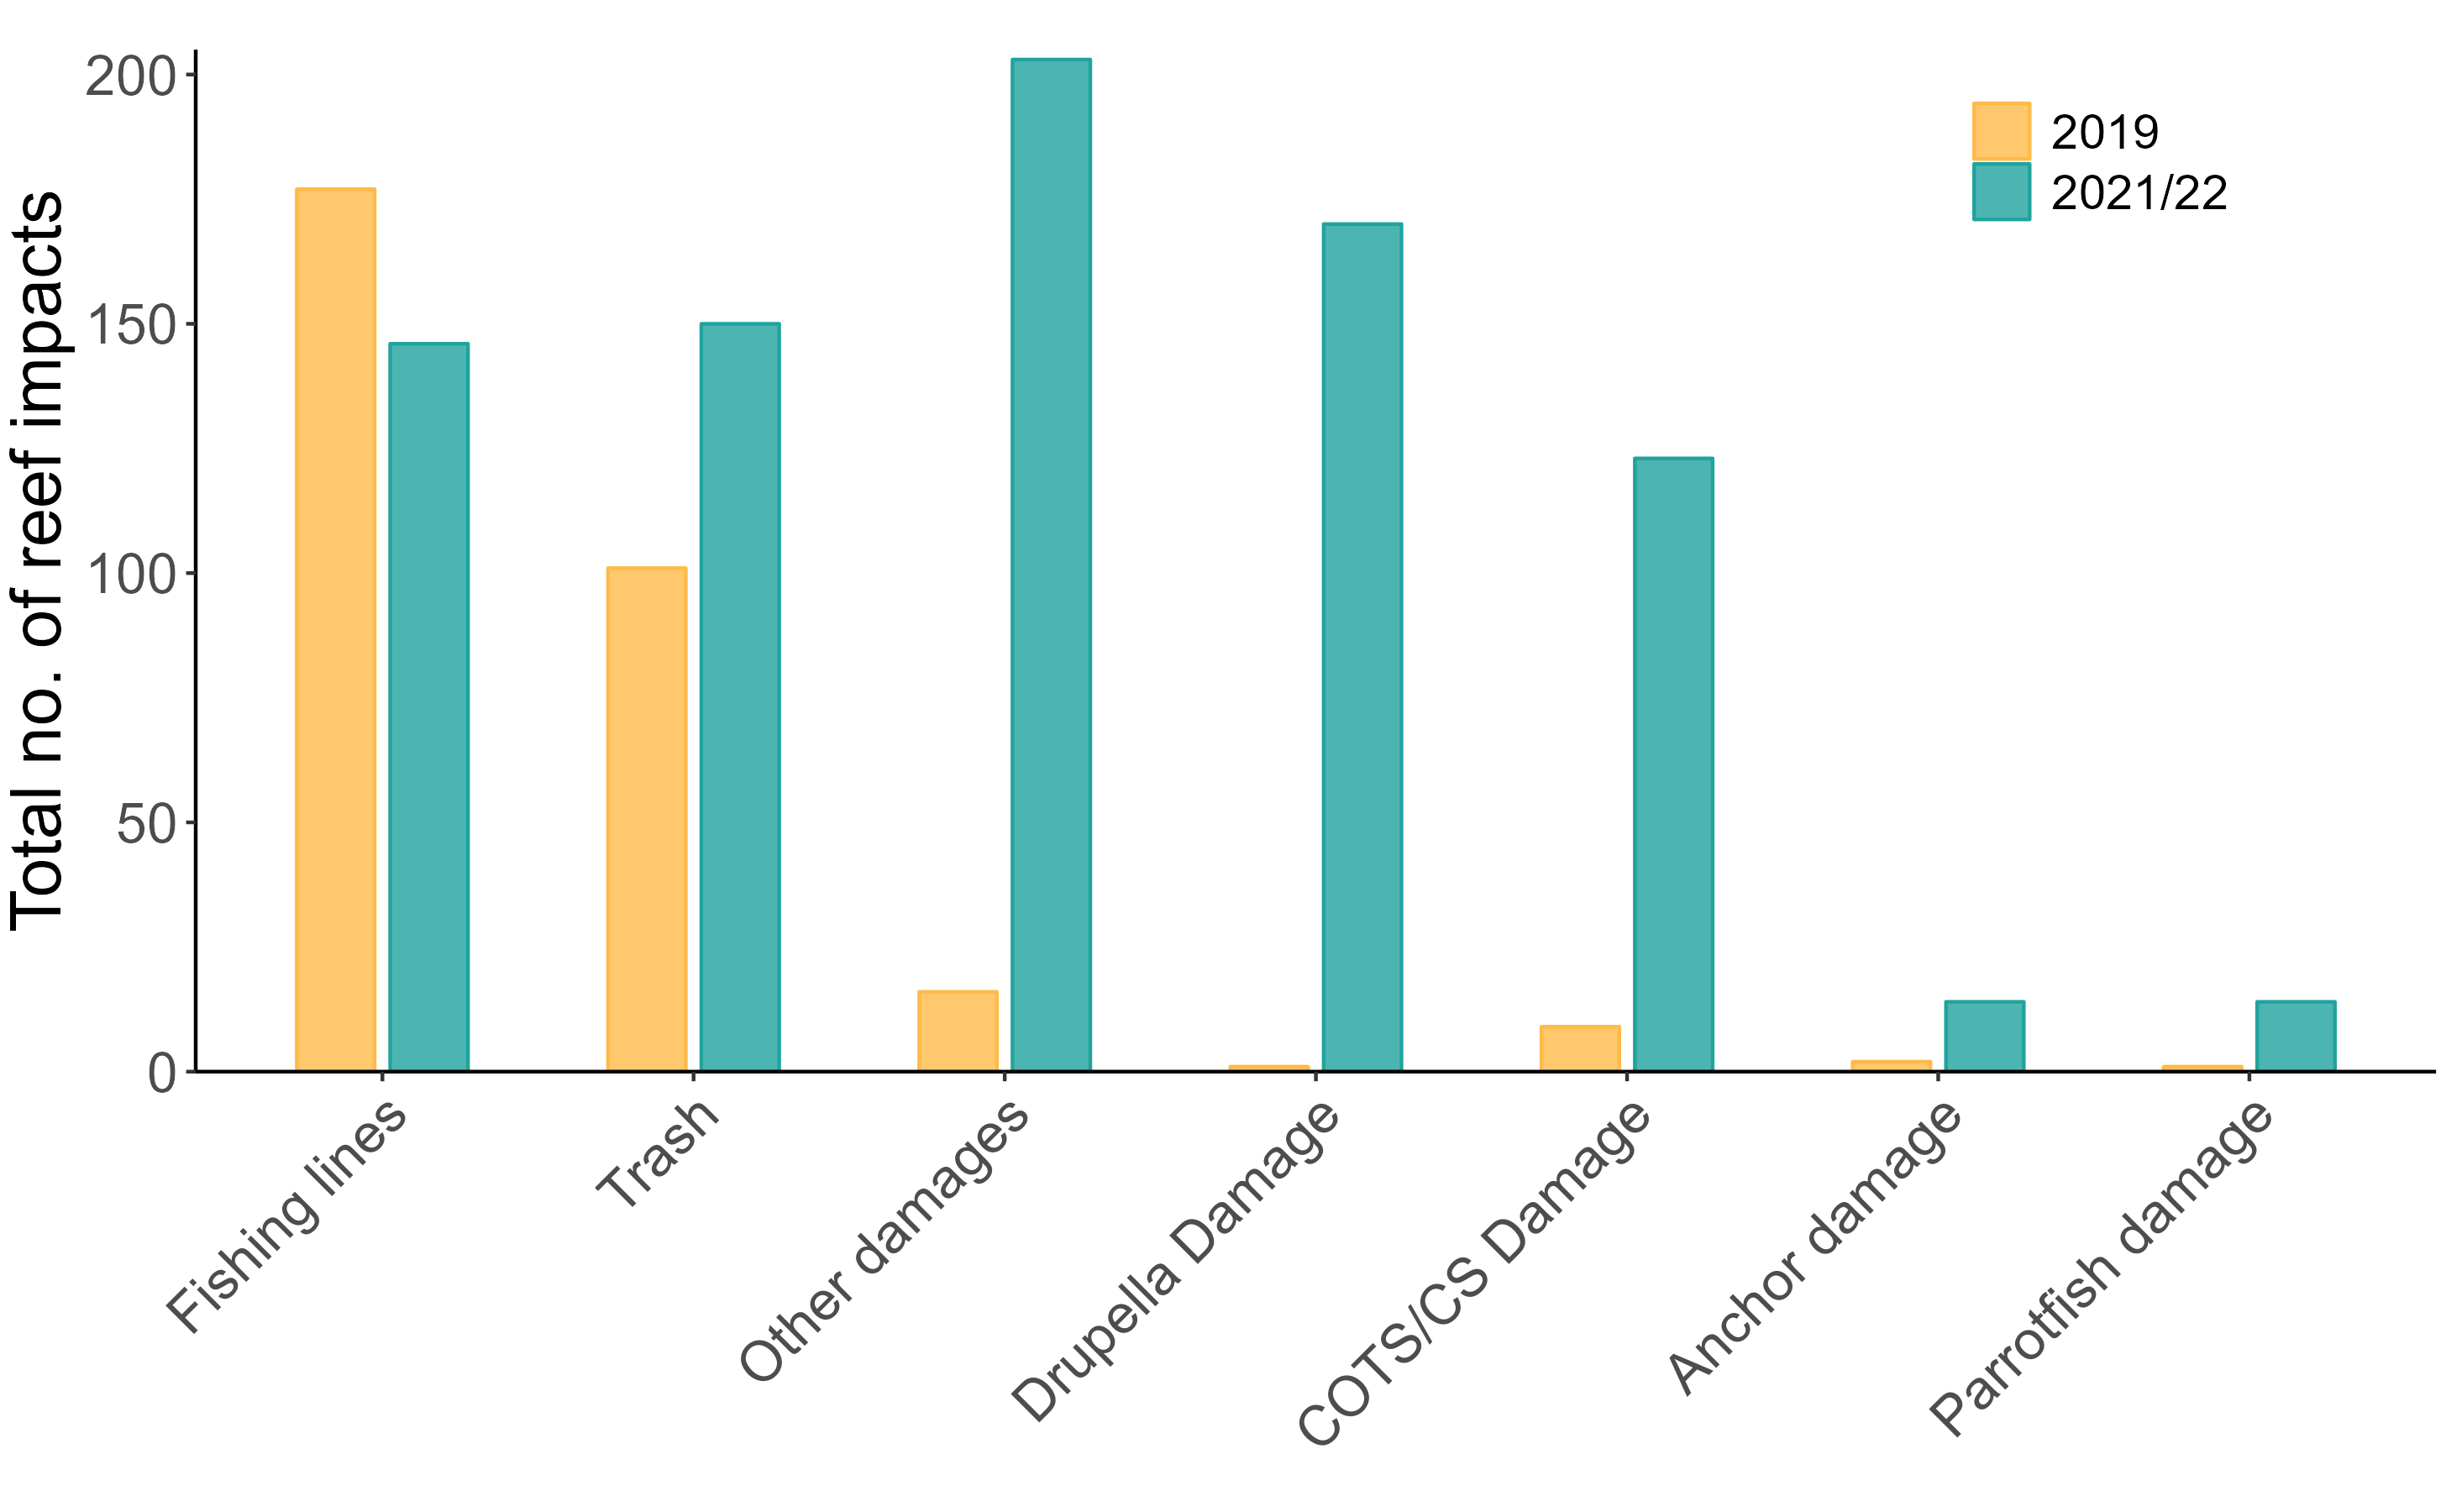 Total no. of reef impacts
200
150
100
50
0
2019
2021/22
Fishing lines
Trash
Other damages
Drupella Damage
COTS/CS Damage
Anchor damage
Parrotfish damage